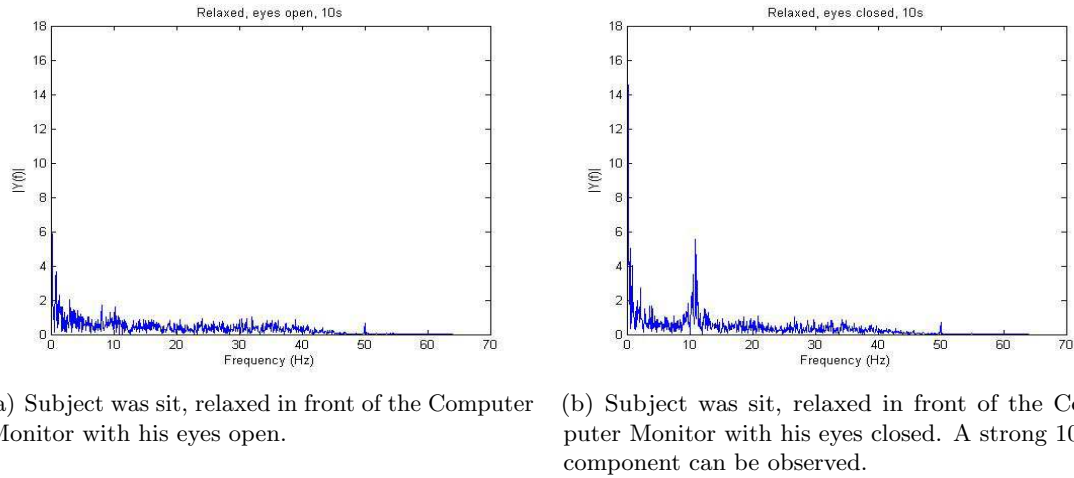 Relaxed, eyes open, 10s
18
16
14
12
10
8
6
4
2
0
|Y(f)|
0 10 20 30 40 50 60 70
Frequency (Hz)
Relaxed, eyes closed, 10s
18
16
14
12
10
8
6
4
2
0
|Y(f)|
0 10 20 30 40 50 60 70
Frequency (Hz)
) Subject was sit, relaxed in front of the Computer
Monitor with his eyes open.
(b) Subject was sit, relaxed in front of the Co
puter Monitor with his eyes closed. A strong 10
component can be observed.